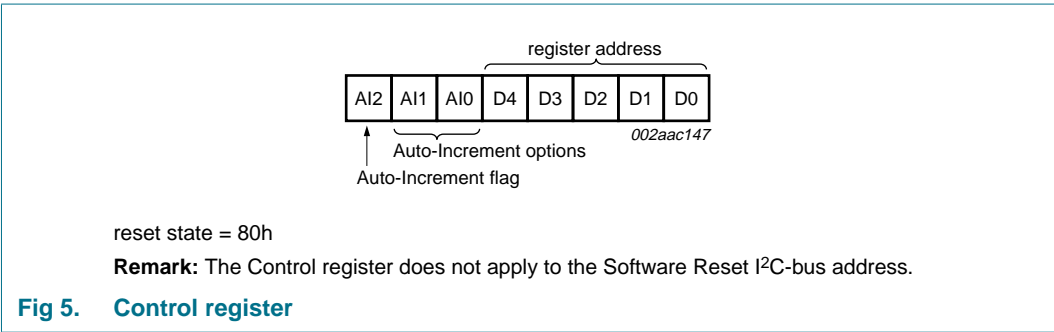 register address
AI2 AI1 AI0 D4 D3 D2 D1 D0
002aac147
Auto-Increment options
Auto-Increment flag
reset state = 80h
Remark: The Control register does not apply to the Software Reset I2C-bus address.
Fig 5. Control register